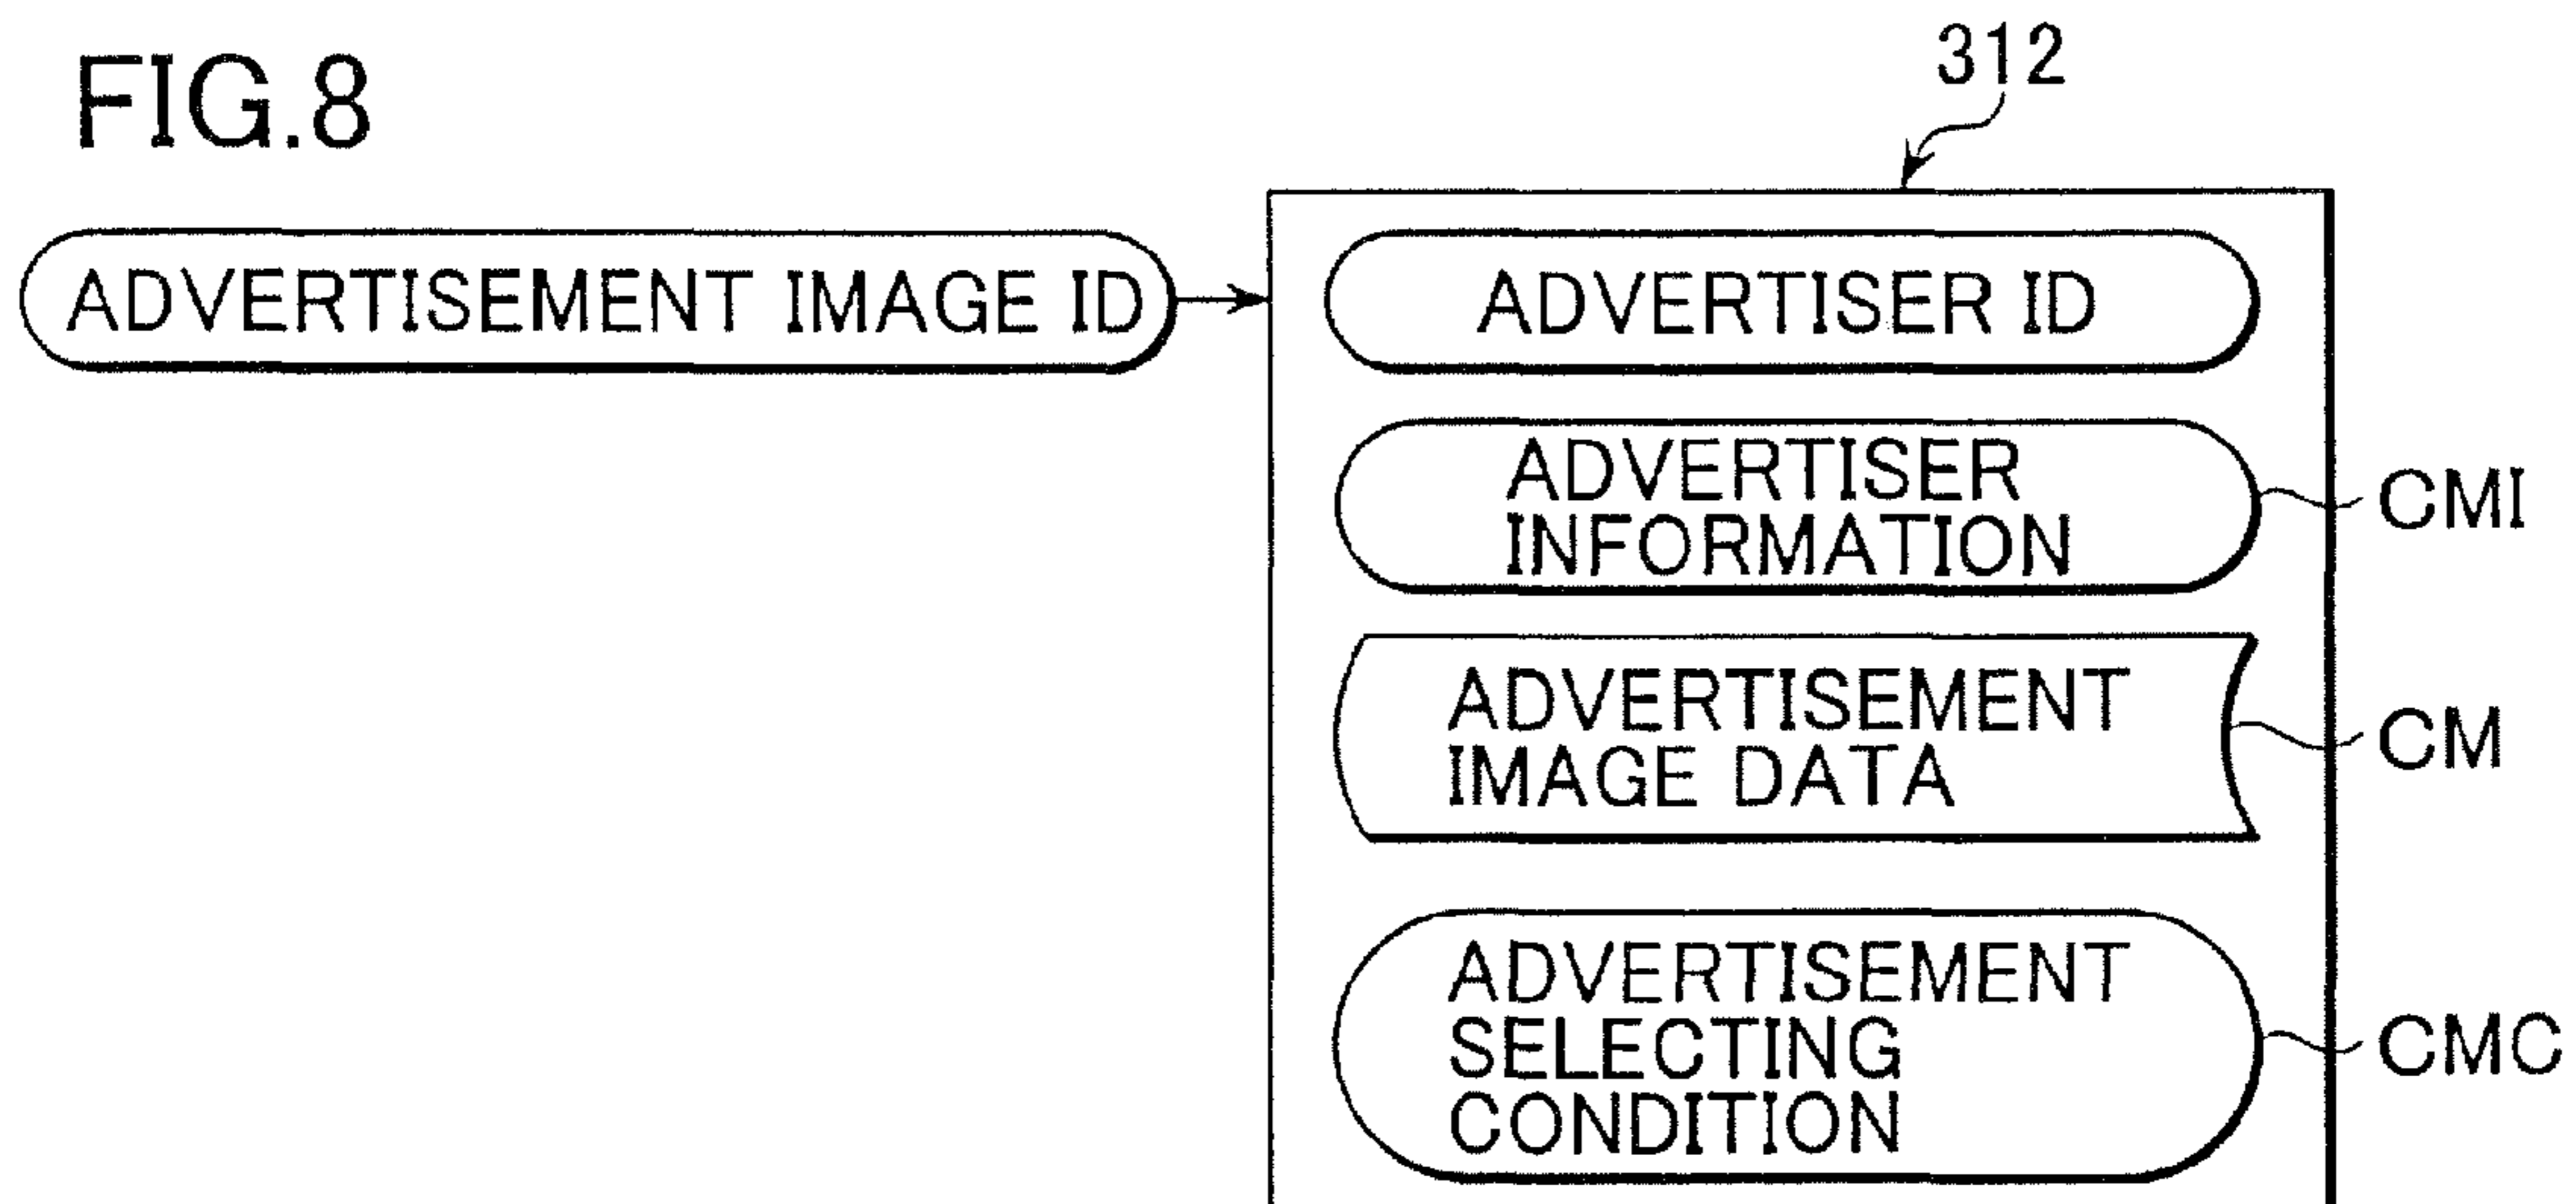 FIG.8
312
ADVERTISEMENT IMAGE ID
ADVERTISER ID
ADVERTISER
INFORMATION
CMI
ADVERTISEMENT
IMAGE DATA
CM
ADVERTISEMENT
SELECTING
CONDITION
CMC